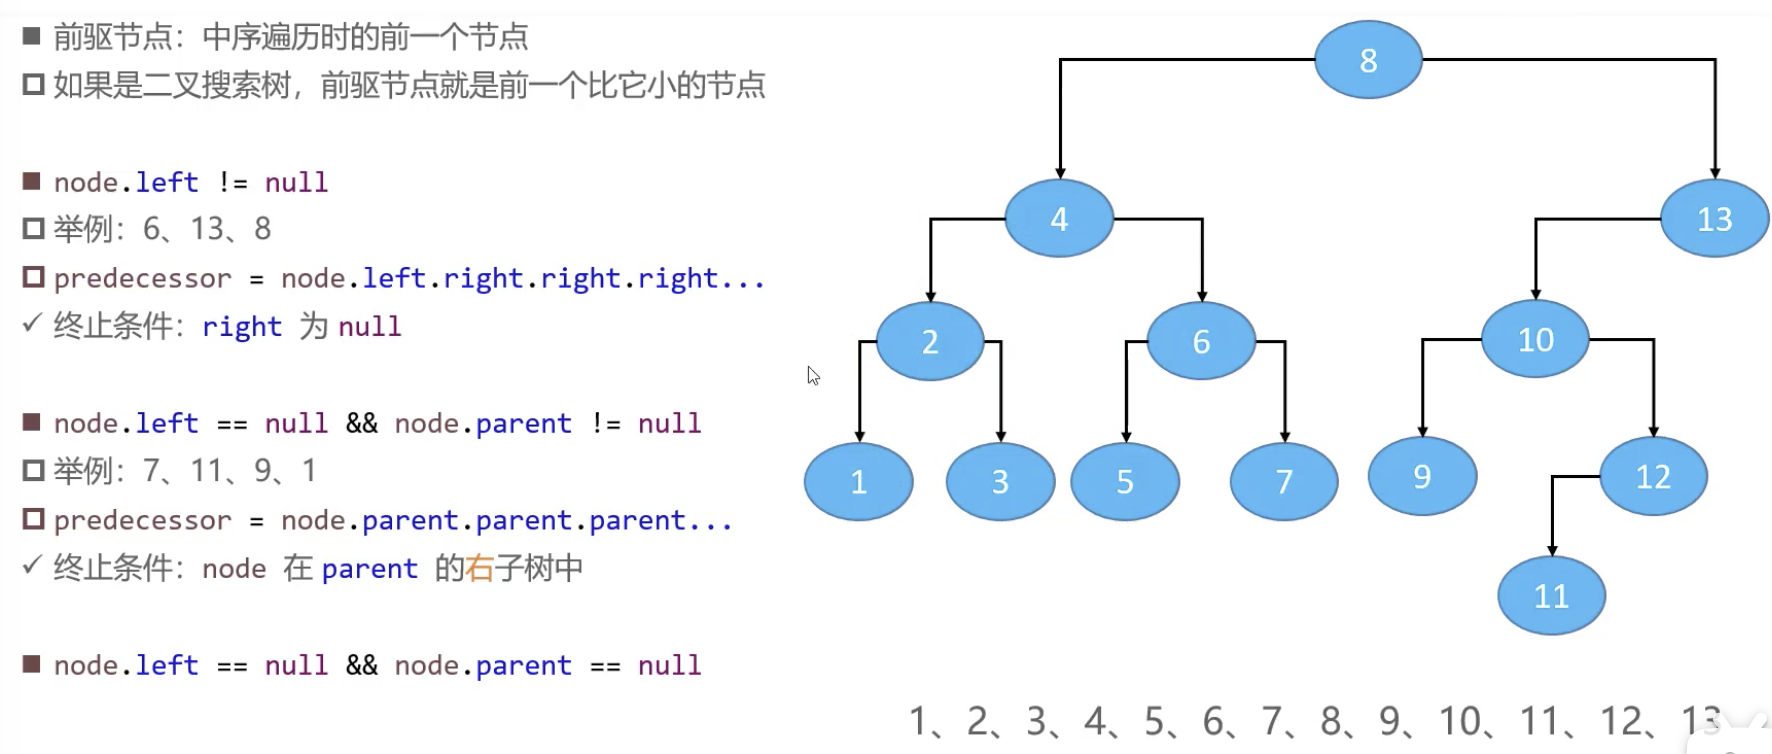 前驱节点：中序遍历时的前一个节点
如果是二叉搜索树，前驱节点就是前一个比它小的节点
node.left != null
举例：6、13、8
predecessor = node.left.right.right.right...
终止条件：right 为 null
node.left == null && node.parent != null
举例：7、11、9、1
predecessor = node.parent.parent.parent...
终止条件：node 在 parent 的右子树中
node.left == null && node.parent == null
8
4
13
2
6
10
1
3
5
7
9
12
11
1、2、3、4、5、6、7、8、9、10、11、12、13